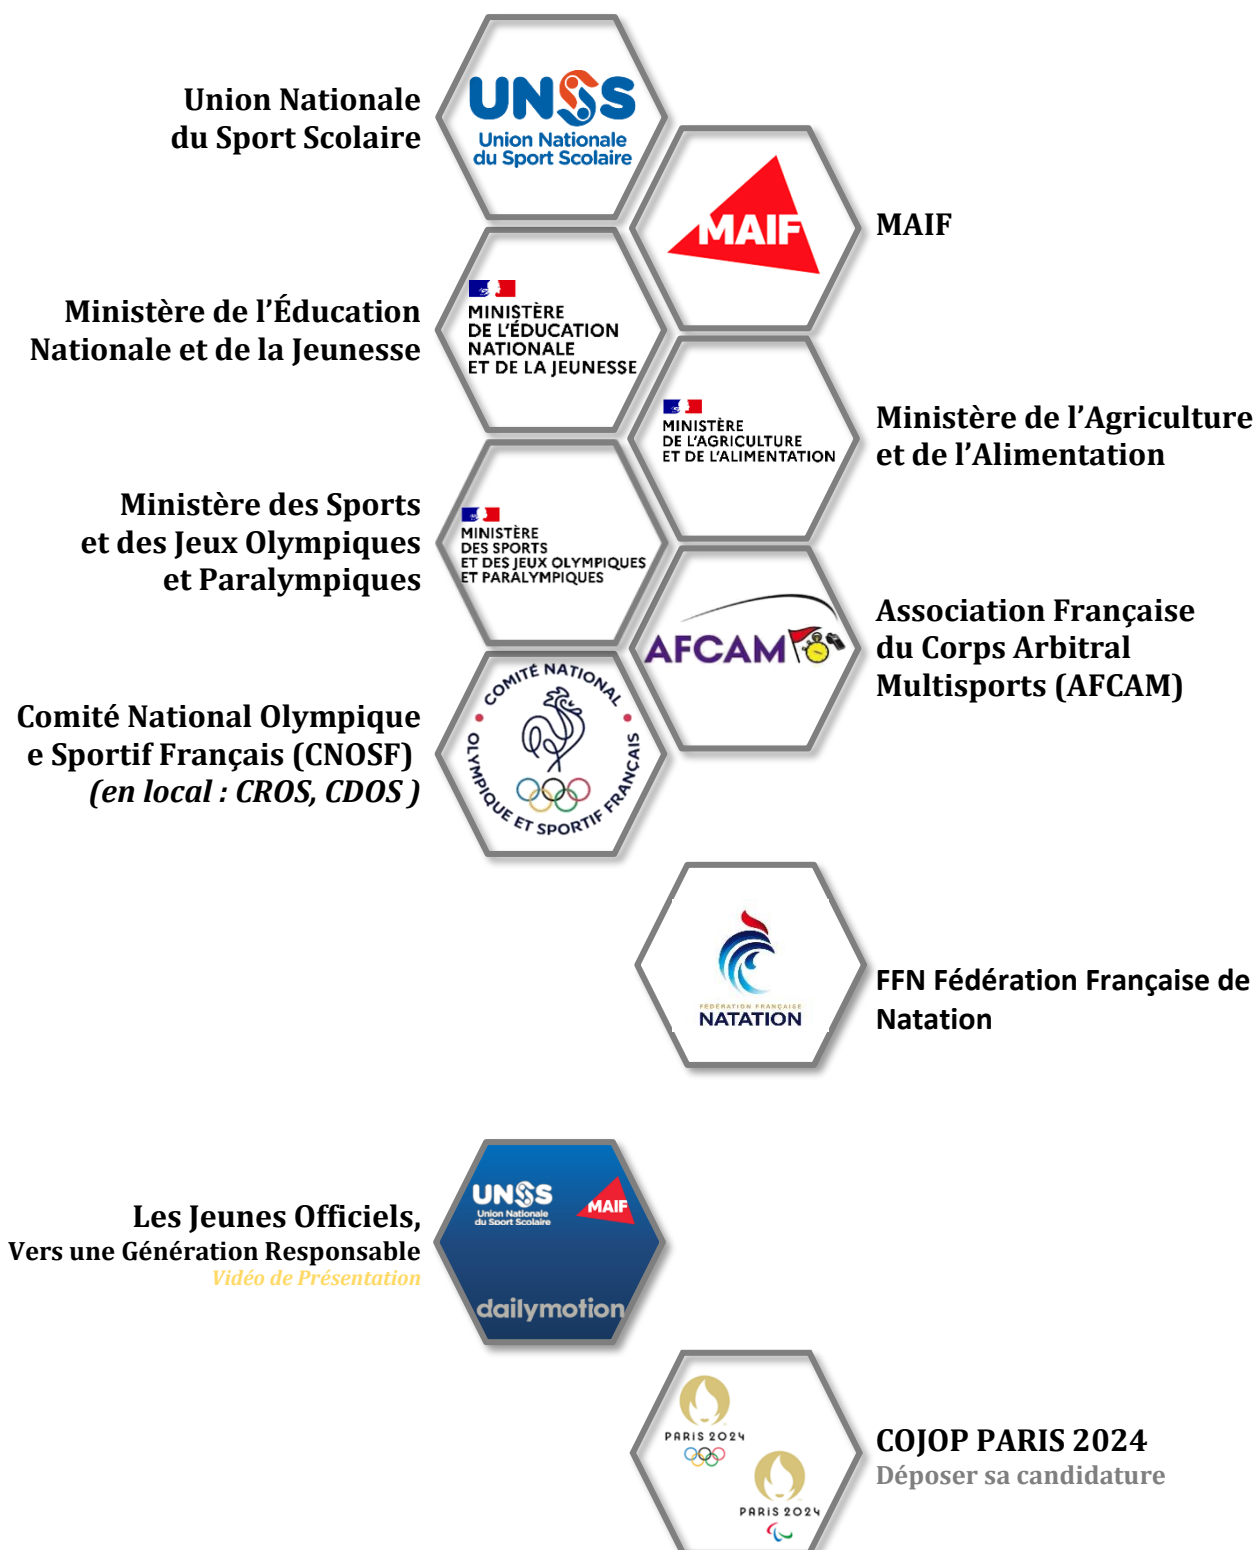 Union Nationale
du Sport Scolaire
UNSS
Union Nationale
du Sport Scolaire
MAIF
MAIF
Ministère de l’Éducation
Nationale et de la Jeunesse
MINISTÈRE
DE L'ÉDUCATION
NATIONALE
ET DE LA JEUNESSE
MINISTÈRE
DE L'AGRICULTURE
ET DE L'ALIMENTATION
Ministère de l’Agriculture
et de l’Alimentation
Ministère des Sports
et des Jeux Olympiques
et Paralympiques
MINISTÈRE
DES SPORTS
ET DES JEUX OLYMPIQUES
ET PARALYMPIQUES
AFCAM
Association Française
du Corps Arbitral
Multisports (AFCAM)
Comité National Olympique
e Sportif Français (CNOSF)
(en local : CROS, CDOS )
COMITÉ NATIONAL
OLYMPIQUE ET SPORTIF FRANÇAIS
FÉDÉRATION FRANÇAISE
NATATION
FFN Fédération Française de
Natation
Les Jeunes Officiels,
Vers une Génération Responsable
Vidéo de Présentation
UNSS
Union Nationale
du Sport Scolaire
MAIF
dailymotion
PARIS 2024
PARIS 2024
COJOP PARIS 2024
Déposer sa candidature